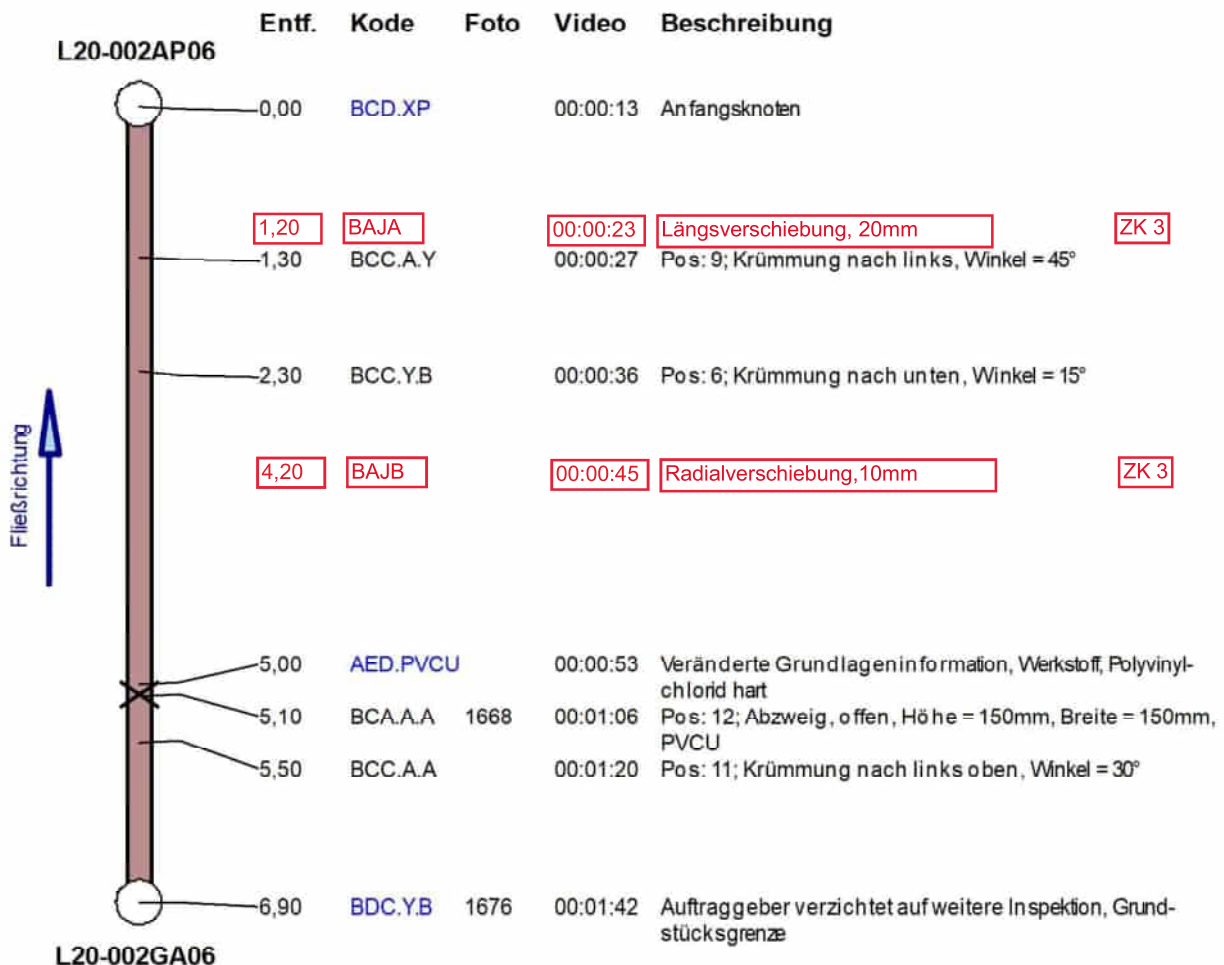 Entf. Kode Foto Video Beschreibung
L20-002AP06
0,00 BCD.XP 00:00:13 Anfangsknoten
1,20 BAJA 00:00:23 Längsverschiebung, 20mm ZK 3
1,30 BCC.A.Y 00:00:27 Pos: 9; Krümmung nach links, Winkel = 45°
2,30 BCC.Y.B 00:00:36 Pos: 6; Krümmung nach unten, Winkel = 15°
Fließrichtung
4,20 BAJB 00:00:45 Radialverschiebung,10mm ZK 3
5,00 AED.PVCU 00:00:53 Veränderte Grundlageninformation, Werkstoff, Polyvinyl-
chlorid hart
5,10 BCA.A.A 1668 00:01:06 Pos: 12; Abzweig, offen, Höhe = 150mm, Breite = 150mm,
PVCU
5,50 BCC.A.A 00:01:20 Pos: 11; Krümmung nach links oben, Winkel = 30°
6,90 BDC.Y.B 1676 00:01:42 Auftraggeber verzichtet auf weitere Inspektion, Grund-
stücksgrenze
L20-002GA06